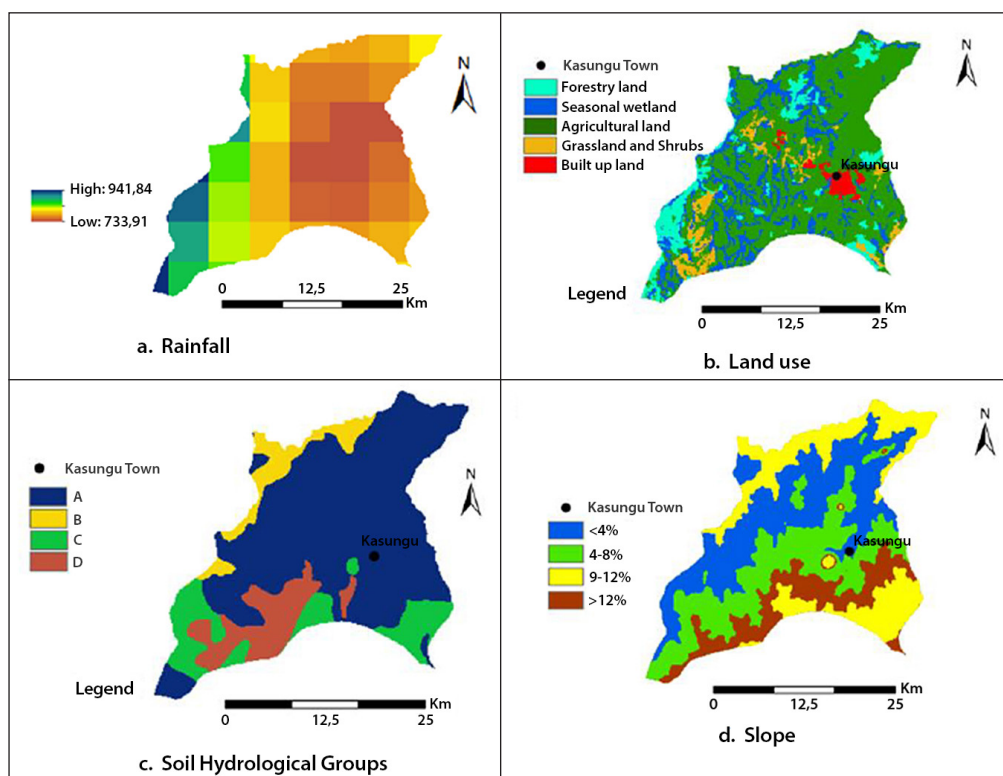 N
High: 941,84
Low: 733,91
0 12,5 25
Km
a. Rainfall
N
Kasungu Town
Forestry land
Seasonal wetland
Agricultural land
Grassland and Shrubs
Built up land
Kasungu
Legend
Km
0 12,5 25
b. Land use
N
Kasungu Town
A
B
C
D
Kasungu
Legend
Km
0 12,5 25
c. Soil Hydrological Groups
N
Kasungu Town
<4%
4-8%
9-12%
>12%
Kasungu
Km
0 12,5 25
d. Slope